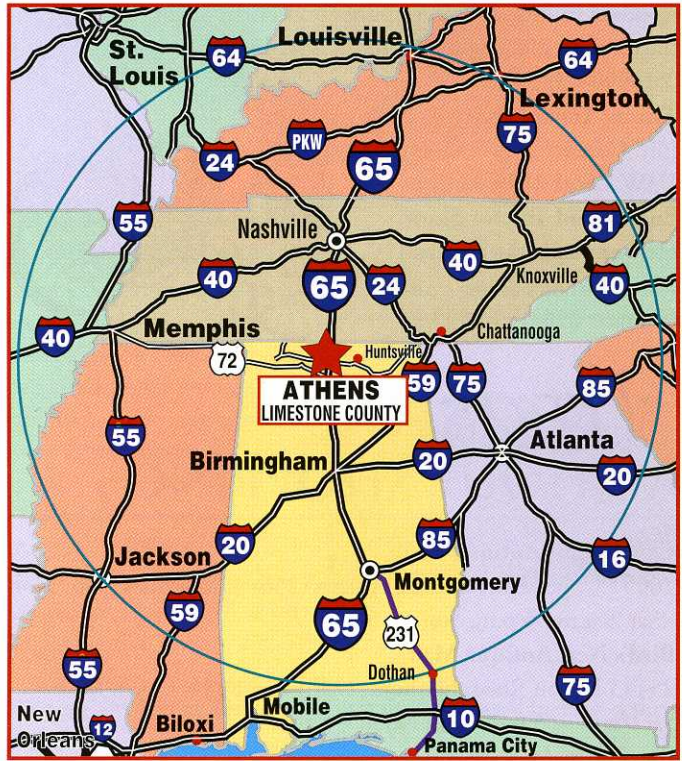 Louisville
St.
Louis
64
64
Lexington
PKW
75
24
65
55
81
Nashville
40
65
24
40
Knoxville
40
40
Memphis
72
Huntsville
Chattanooga
59
75
85
ATHENS
LIMESTONE COUNTY
55
Birmingham
20
Atlanta
20
20
85
16
Jackson
Montgomery
59
65
231
55
Dothan
75
New
Orleans
12
Biloxi
Mobile
10
Panama City